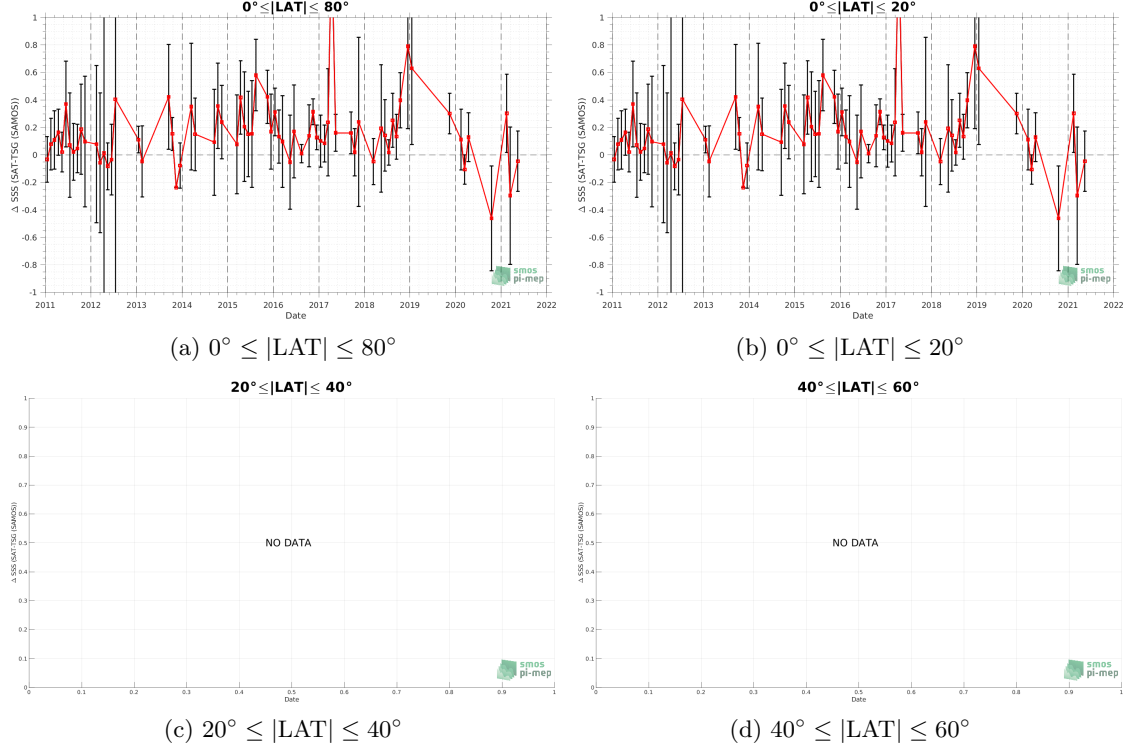 0°≤|LAT|≤ 80°
1
0.8
0.6
0.4
0.2
0
-0.2
-0.4
-0.6
-0.8
-1
Δ SSS (SAT-TSG (SAMOS))
2011 2012 2013 2014 2015 2016 2017 2018 2019 2020 2021 2022
Date
smos
pi-mep
(a) 0° ≤ |LAT| ≤ 80°
0°≤|LAT|≤ 20°
1
0.8
0.6
0.4
0.2
0
-0.2
-0.4
-0.6
-0.8
-1
Δ SSS (SAT-TSG (SAMOS))
2011 2012 2013 2014 2015 2016 2017 2018 2019 2020 2021 2022
Date
smos
pi-mep
(b) 0° ≤ |LAT| ≤ 20°
20°≤|LAT|≤ 40°
1
0.9
0.8
0.7
0.6
0.5
0.4
0.3
0.2
0.1
0
Δ SSS (SAT-TSG (SAMOS))
NO DATA
0 0.1 0.2 0.3 0.4 0.5 0.6 0.7 0.8 0.9 1
Date
smos
pi-mep
(c) 20° ≤ |LAT| ≤ 40°
40°≤|LAT|≤ 60°
1
0.9
0.8
0.7
0.6
0.5
0.4
0.3
0.2
0.1
0
Δ SSS (SAT-TSG (SAMOS))
NO DATA
0 0.1 0.2 0.3 0.4 0.5 0.6 0.7 0.8 0.9 1
Date
smos
pi-mep
(d) 40° ≤ |LAT| ≤ 60°